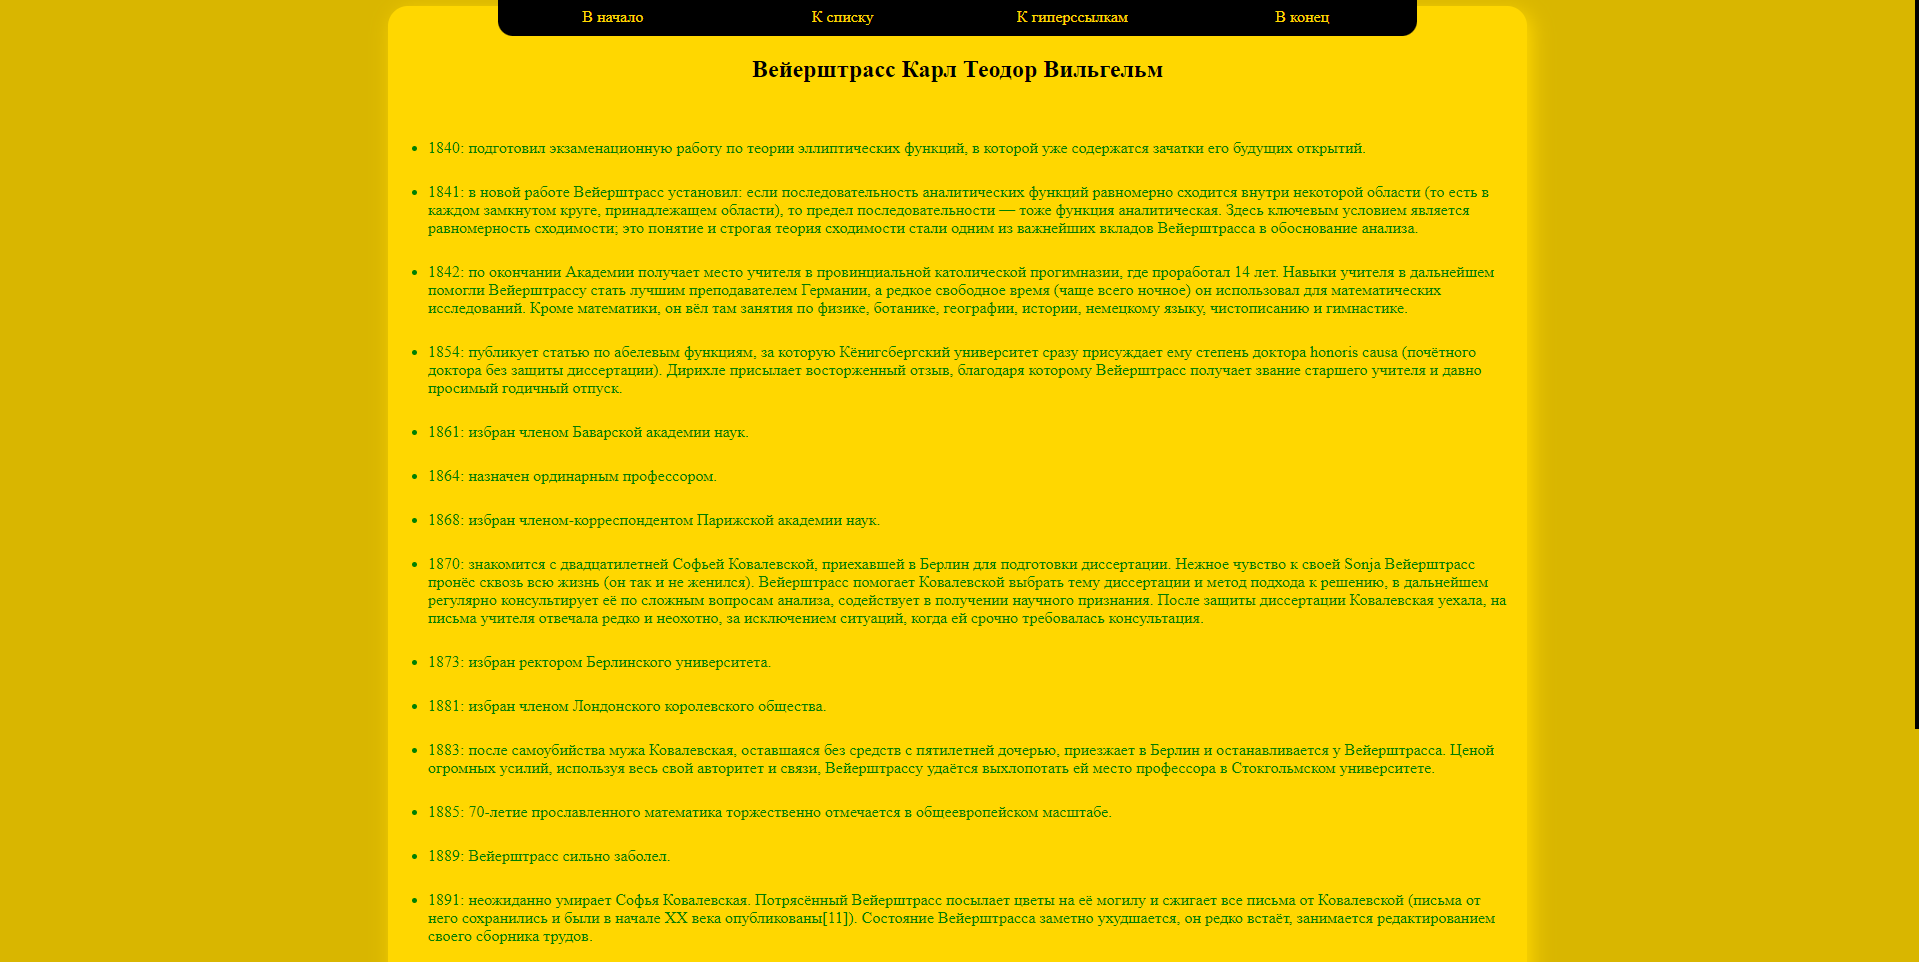 В начало
К списку
К гиперссылкам
В конец
Вейерштрасс Карл Теодор Вильгельм
1840: подготовил экзаменационную работу по теории эллиптических функций, в которой уже содержатся зачатки его будущих открытий.
1841: в новой работе Вейерштрасс установил: если последовательность аналитических функций равномерно сходится внутри некоторой области (то есть в
каждом замкнутом круге, принадлежащем области), то предел последовательности — тоже функция аналитическая. Здесь ключевым условием является
равномерность сходимости; это понятие и строгая теория сходимости стали одним из важнейших вкладов Вейерштрасса в обоснование анализа.
1842: по окончании Академии получает место учителя в провинциальной католической прогимназии, где проработал 14 лет. Навыки учителя в дальнейшем
помогли Вейерштрассу стать лучшим преподавателем Германии, а редкое свободное время (чаще всего ночное) он использовал для математических
исследований. Кроме математики, он вёл там занятия по физике, ботанике, географии, истории, немецкому языку, чистописанию и гимнастике.
1854: публикует статью по абелевым функциям, за которую Кёнигсбергский университет сразу присуждает ему степень доктора honoris causa (почётного
доктора без защиты диссертации). Дирихле присылает восторженный отзыв, благодаря которому Вейерштрасс получает звание старшего учителя и давно
просимый годичный отпуск.
1861: избран членом Баварской академии наук.
1864: назначен ординарным профессором.
1868: избран членом-корреспондентом Парижской академии наук.
1870: знакомится с двадцатилетней Софьей Ковалевской, приехавшей в Берлин для подготовки диссертации. Нежное чувство к своей Sonja Вейерштрасс
пронёс сквозь всю жизнь (он так и не женился). Вейерштрасс помогает Ковалевской выбрать тему диссертации и метод подхода к решению, в дальнейшем
регулярно консультирует её по сложным вопросам анализа, содействует в получении научного признания. После защиты диссертации Ковалевская уехала, на
письма учителя отвечала редко и неохотно, за исключением ситуаций, когда ей срочно требовалась консультация.
1873: избран ректором Берлинского университета.
1881: избран членом Лондонского королевского общества.
1883: после самоубийства мужа Ковалевская, оставшаяся без средств с пятилетней дочерью, приезжает в Берлин и останавливается у Вейерштрасса. Ценой
огромных усилий, используя весь свой авторитет и связи, Вейерштрассу удаётся выхлопотать ей место профессора в Стокгольмском университете.
1885: 70-летие прославленного математика торжественно отмечается в общеевропейском масштабе.
1889: Вейерштрасс сильно заболел.
1891: неожиданно умирает Софья Ковалевская. Потрясённый Вейерштрасс посылает цветы на её могилу и сжигает все письма от Ковалевской (письма от
него сохранились и были в начале XX века опубликованы[11]). Состояние Вейерштрасса заметно ухудшается, он редко встаёт, занимается редактированием
своего сборника трудов.